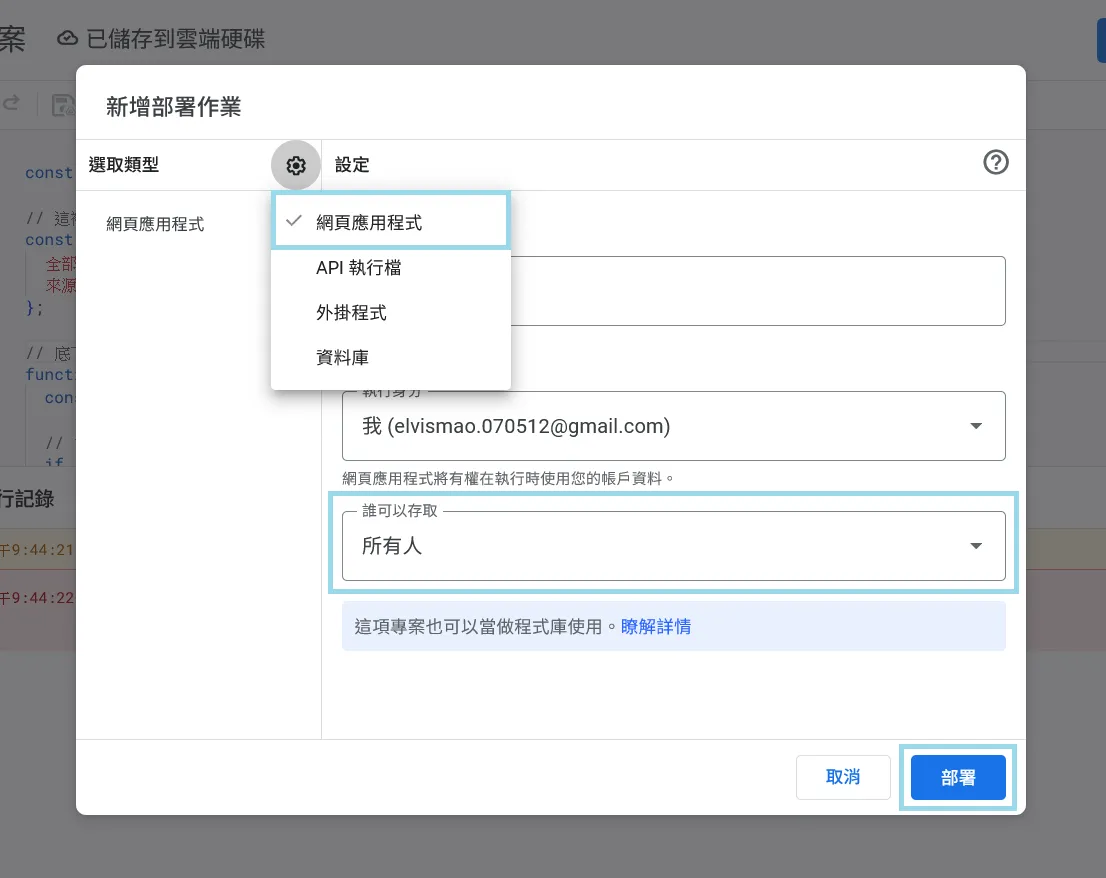 案 已儲存到雲端硬碟
新增部署作業
選取類型
設定
網頁應用程式
網頁應用程式
API 執行檔
外掛程式
資料庫
執行身分
我 (elvismao.070512@gmail.com)
網頁應用程式將有權在執行時使用您的帳戶資料。
誰可以存取
所有人
這項專案也可以當做程式庫使用。瞭解詳情
取消
部署
const
//
const
全部
來源
};
// 底
funct
con
//
if
行記錄
午9:44:21
午9:44:22